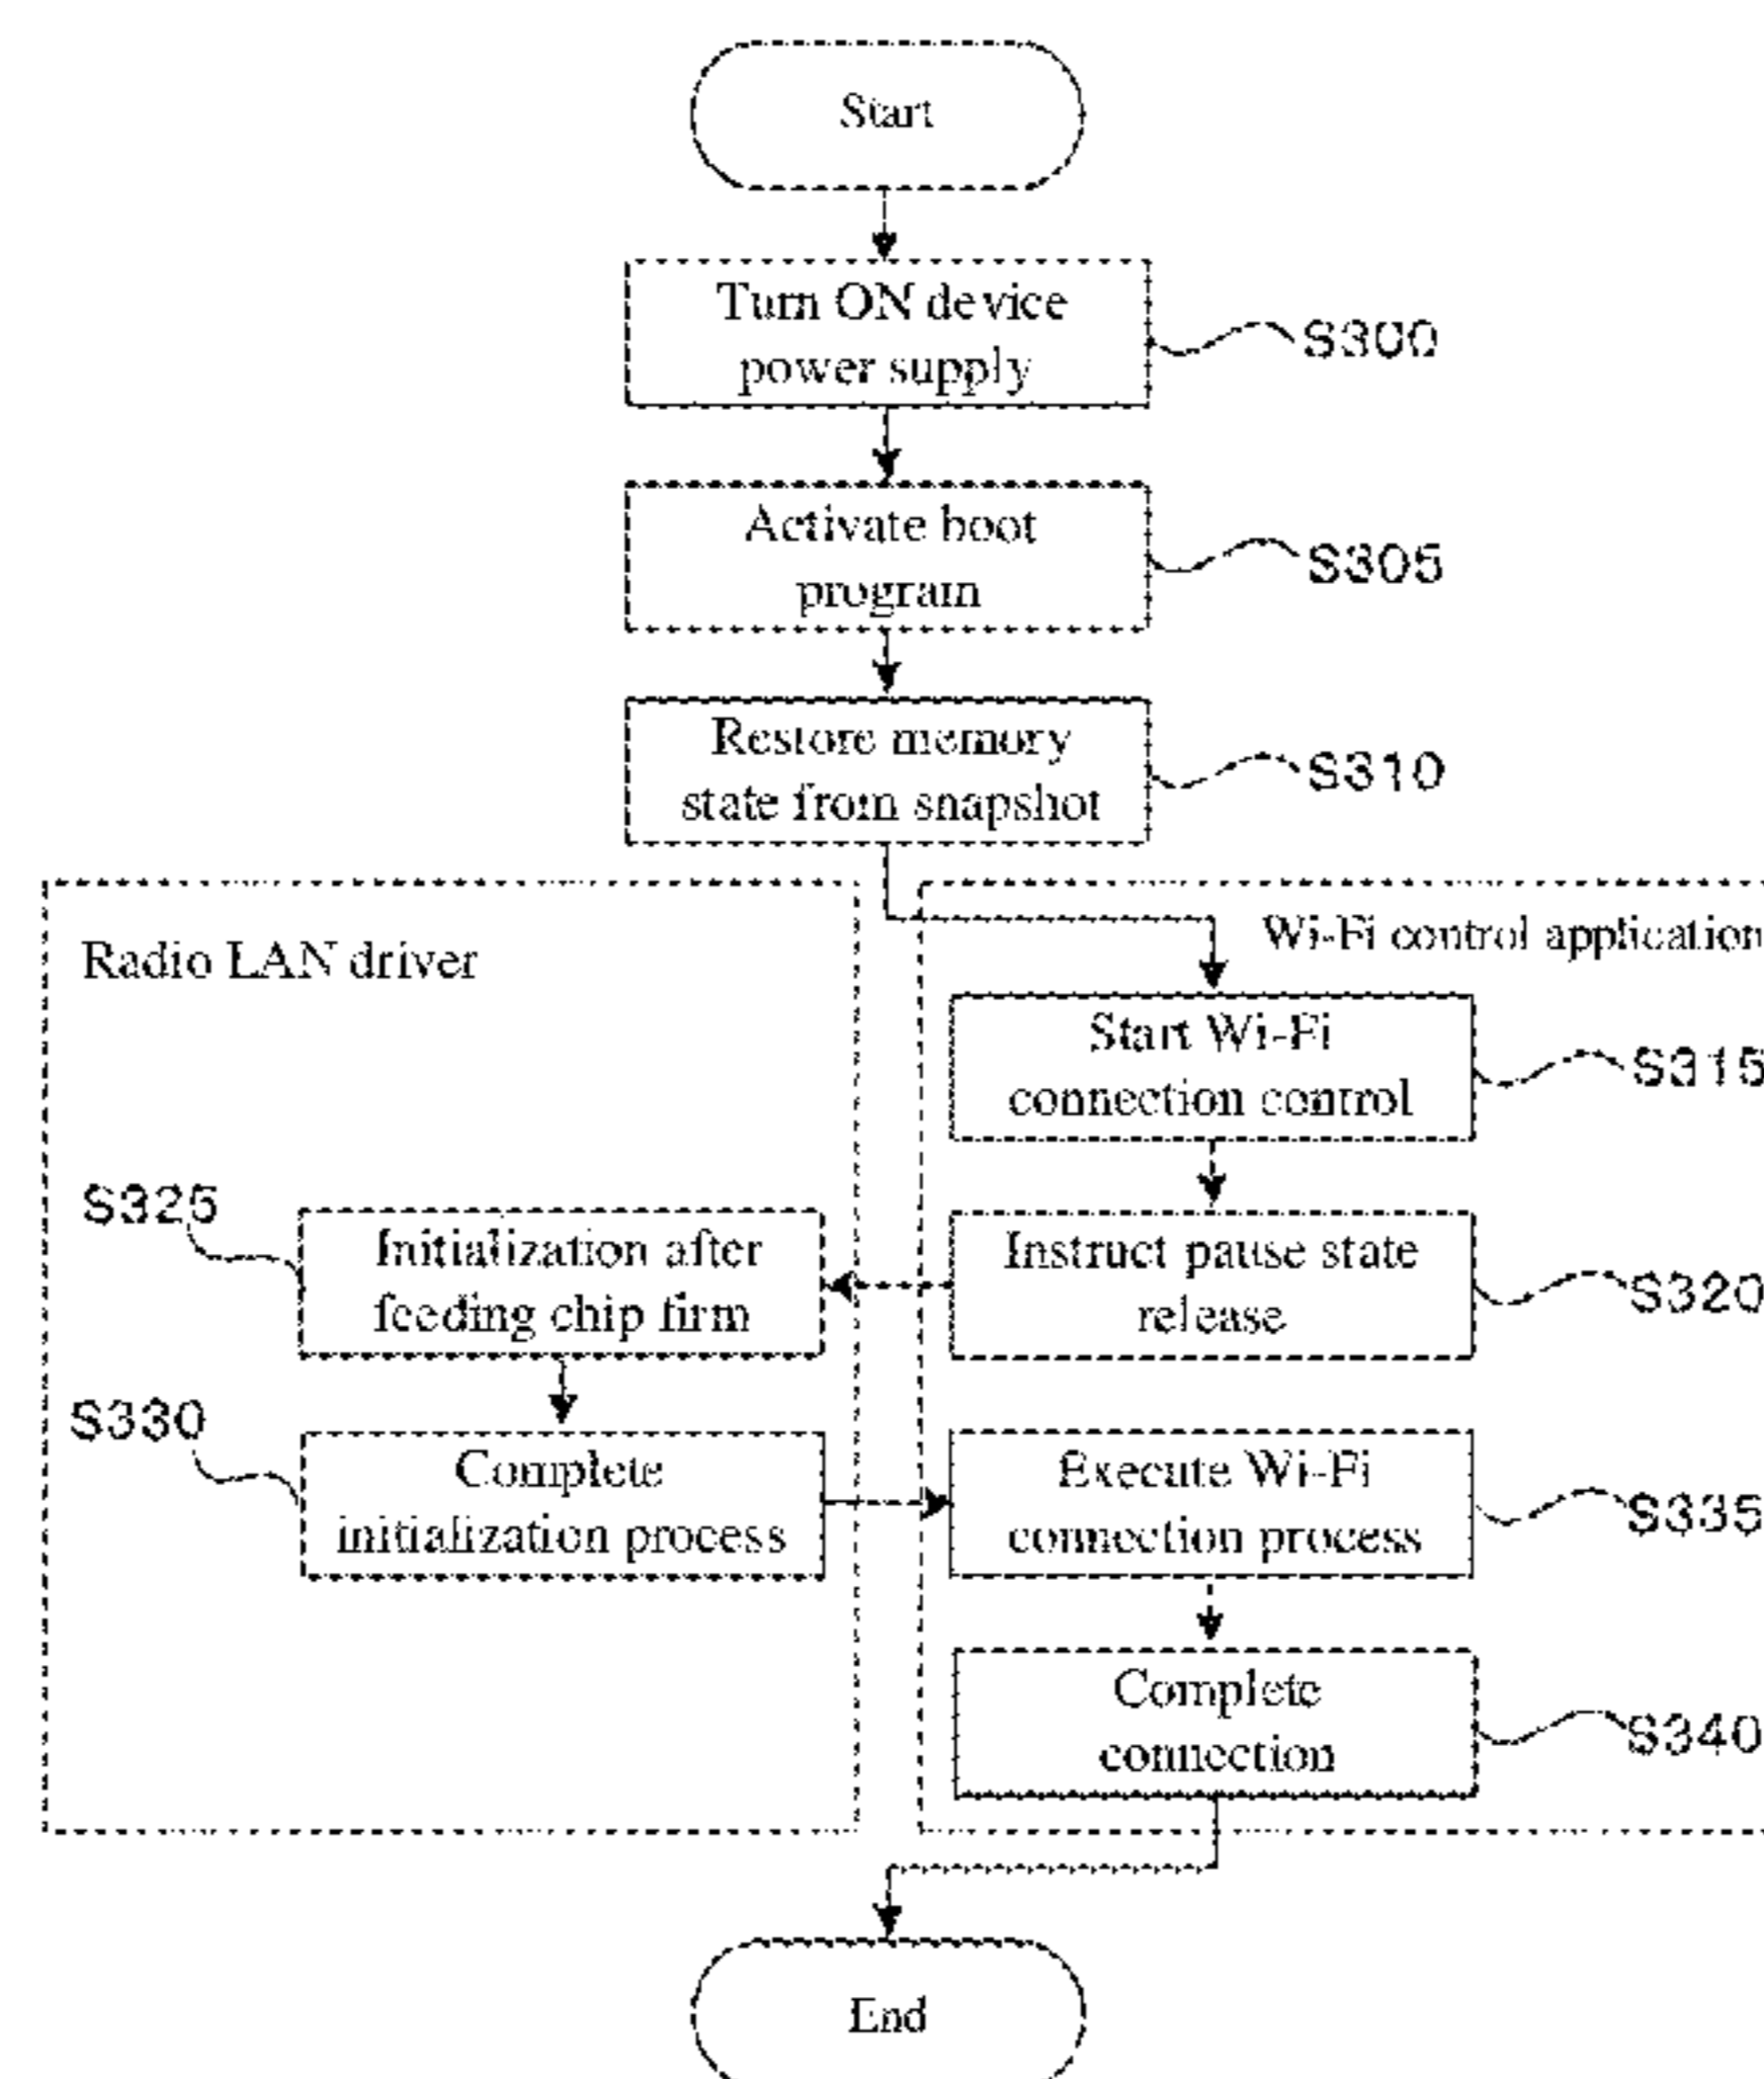 Start
Turn ON device
power supply
S300
Activate boot
program
S305
Restore memory
state from snapshot
S310
Radio LAN driver
Wi-Fi control application
Start Wi-Fi
connection control
S315
S325
Initialization after
feeding chip firm
Instruct pause state
release
S320
S330
Complete
initialization process
Execute Wi-Fi
connection process
S335
Complete
connection
S340
End